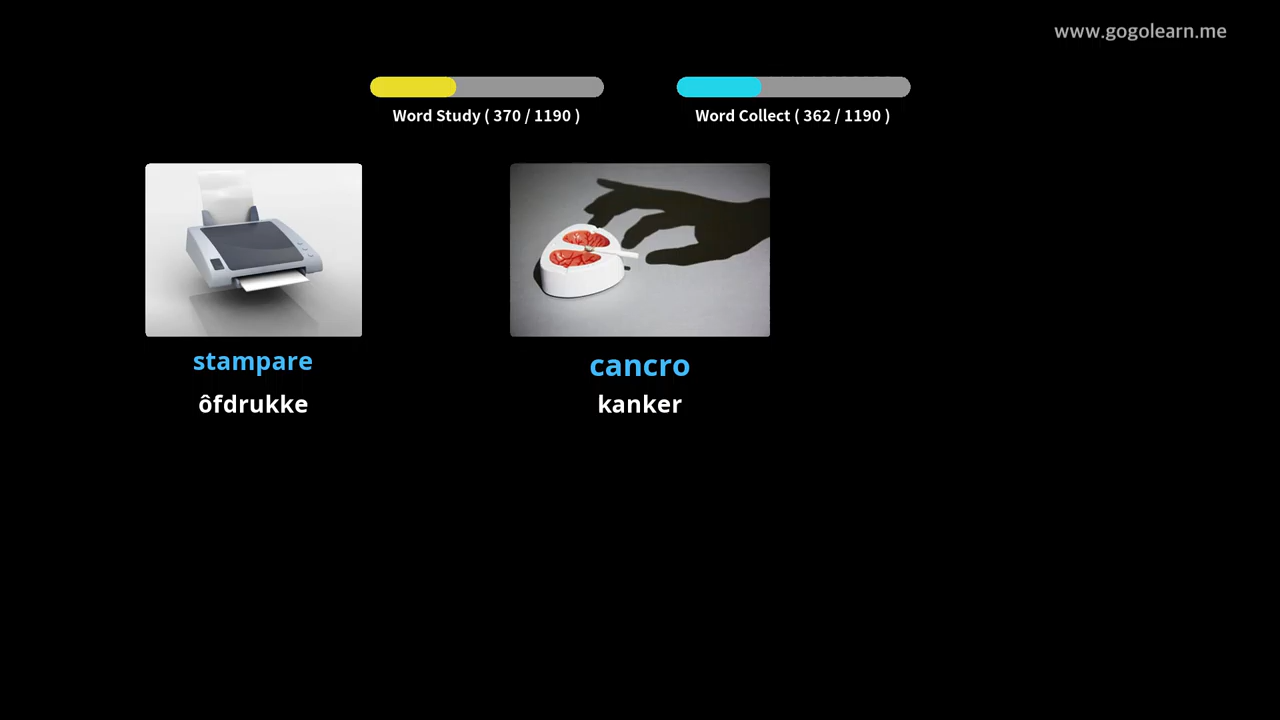 www.gogolearn.me
Word Study ( 370 / 1190 )
Word Collect ( 362 / 1190 )
stampare
ôfdrukke
cancro
kanker